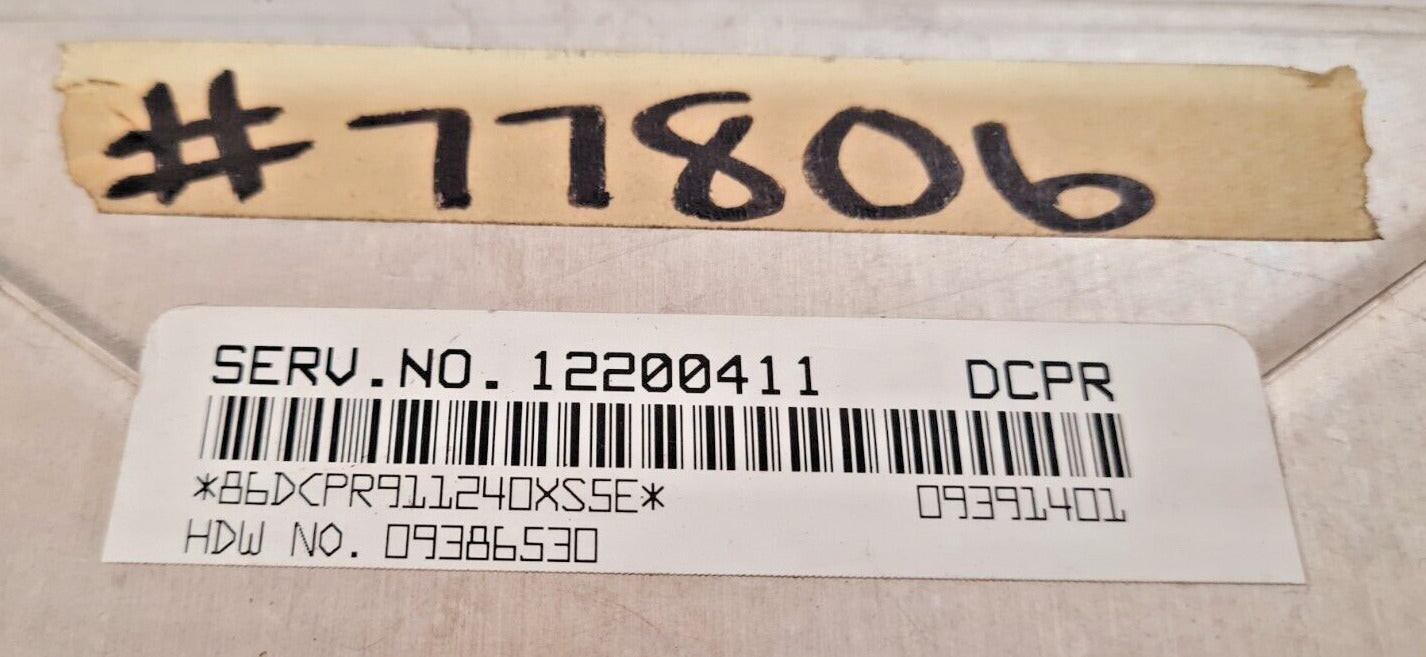 #77806
SERV.NO. 12200411 DCPR
*86DCPR911240XS5E* 09391401
HDW NO. 09386530